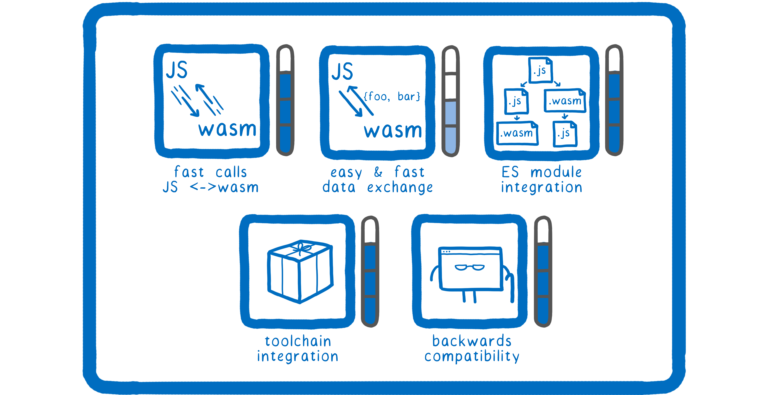 JS
wasm
fast calls
JS <->wasm
JS
{foo, bar}
wasm
easy & fast
data exchange
.js
.js
.wasm
.wasm
.js
ES module
integration
toolchain
integration
backwards
compatibility